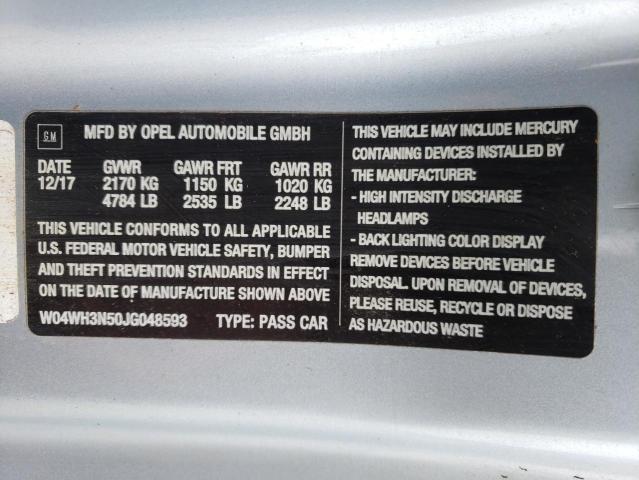 GM
MFD BY OPEL AUTOMOBILE GMBH
DATE GVWR GAWR FRT GAWR RR
12/17 2170 KG 1150 KG 1020 KG
4784 LB 2535 LB 2248 LB
THIS VEHICLE CONFORMS TO ALL APPLICABLE
U.S. FEDERAL MOTOR VEHICLE SAFETY, BUMPER
AND THEFT PREVENTION STANDARDS IN EFFECT
ON THE DATE OF MANUFACTURE SHOWN ABOVE
W04WH3N50JG048593 TYPE: PASS CAR
THIS VEHICLE MAY INCLUDE MERCURY
CONTAINING DEVICES INSTALLED BY
THE MANUFACTURER:
- HIGH INTENSITY DISCHARGE
HEADLAMPS
- BACK LIGHTING COLOR DISPLAY
REMOVE DEVICES BEFORE VEHICLE
DISPOSAL. UPON REMOVAL OF DEVICES,
PLEASE REUSE, RECYCLE OR DISPOSE
AS HAZARDOUS WASTE